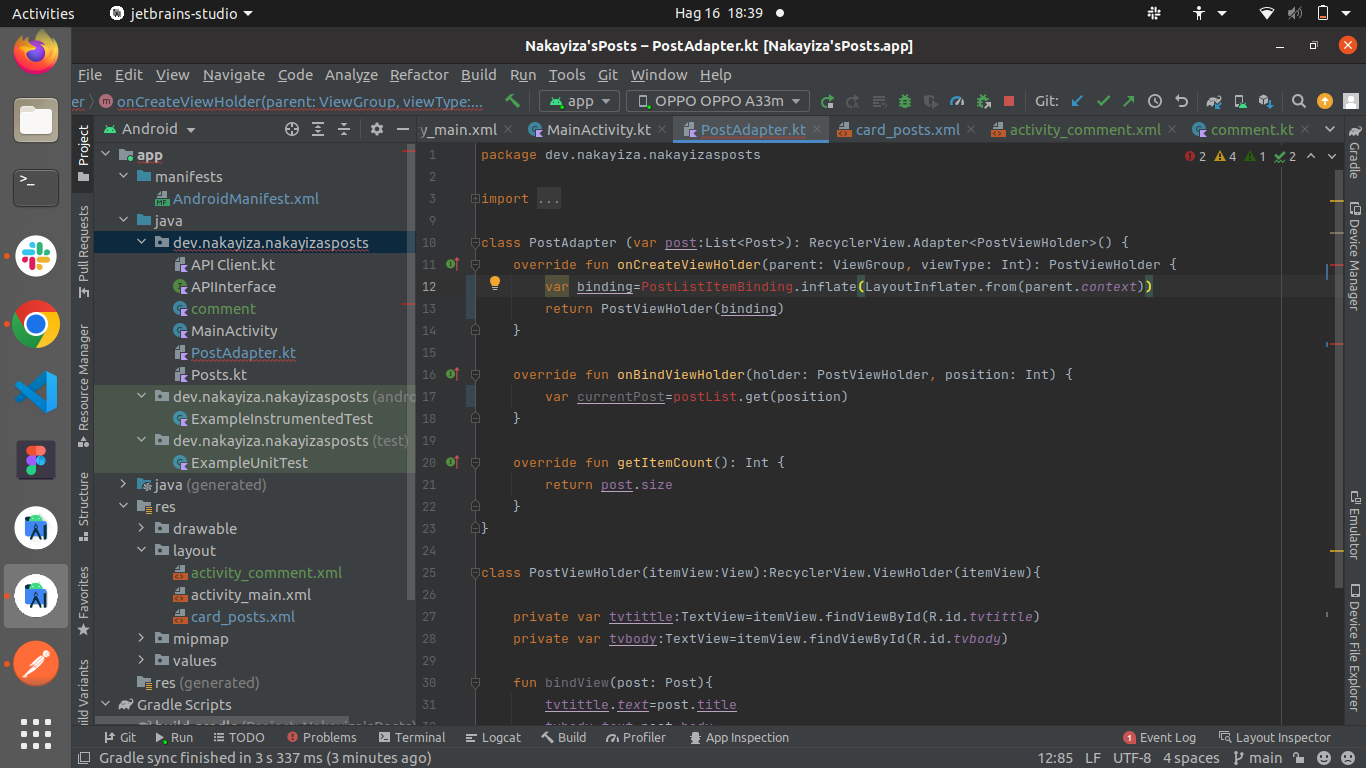 Activities
jetbrains-studio
Hag 16 18:39
Nakayiza'sPosts – PostAdapter.kt [Nakayiza'sPosts.app]
File Edit View Navigate Code Analyze Refactor Build Run Tools Git Window Help
er onCreateViewHolder(parent: ViewGroup, viewType:...
app
OPPO OPPO A33m
Git:
Android
y_main.xml MainActivity.kt PostAdapter.kt card_posts.xml activity_comment.xml comment.kt
Project
Pull Requests
Resource Manager
Structure
Favorites
ild Variants
app
manifests
AndroidManifest.xml
java
dev.nakayiza.nakayizasposts
API Client.kt
APIInterface
comment
MainActivity
PostAdapter.kt
Posts.kt
dev.nakayiza.nakayizasposts (andro
ExampleInstrumentedTest
dev.nakayiza.nakayizasposts (test)
ExampleUnitTest
java (generated)
res
drawable
layout
activity_comment.xml
activity_main.xml
card_posts.xml
mipmap
values
res (generated)
Gradle Scripts
2 4 1 2
1 package dev.nakayiza.nakayizasposts
2
3 import ...
9
10 class PostAdapter (var post:List<Post>): RecyclerView.Adapter<PostViewHolder>() {
11 override fun onCreateViewHolder(parent: ViewGroup, viewType: Int): PostViewHolder {
12 var binding=PostListItemBinding.inflate(LayoutInflater.from(parent.context))
13 return PostViewHolder(binding)
14 }
15
16 override fun onBindViewHolder(holder: PostViewHolder, position: Int) {
17 var currentPost=postList.get(position)
18 }
19
20 override fun getItemCount(): Int {
21 return post.size
22 }
23 }
24
25 class PostViewHolder(itemView:View):RecyclerView.ViewHolder(itemView){
26
27 private var tvtittle:TextView=itemView.findViewById(R.id.tvtittle)
28 private var tvbody:TextView=itemView.findViewById(R.id.tvbody)
29
30 fun bindView(post: Post){
31 tvtittle.text=post.title
Gradle
Device Manager
Emulator
Device File Explorer
Git Run TODO Problems Terminal Logcat Build Profiler App Inspection
1 Event Log Layout Inspector
Gradle sync finished in 3 s 337 ms (3 minutes ago)
12:85 LF UTF-8 4 spaces main